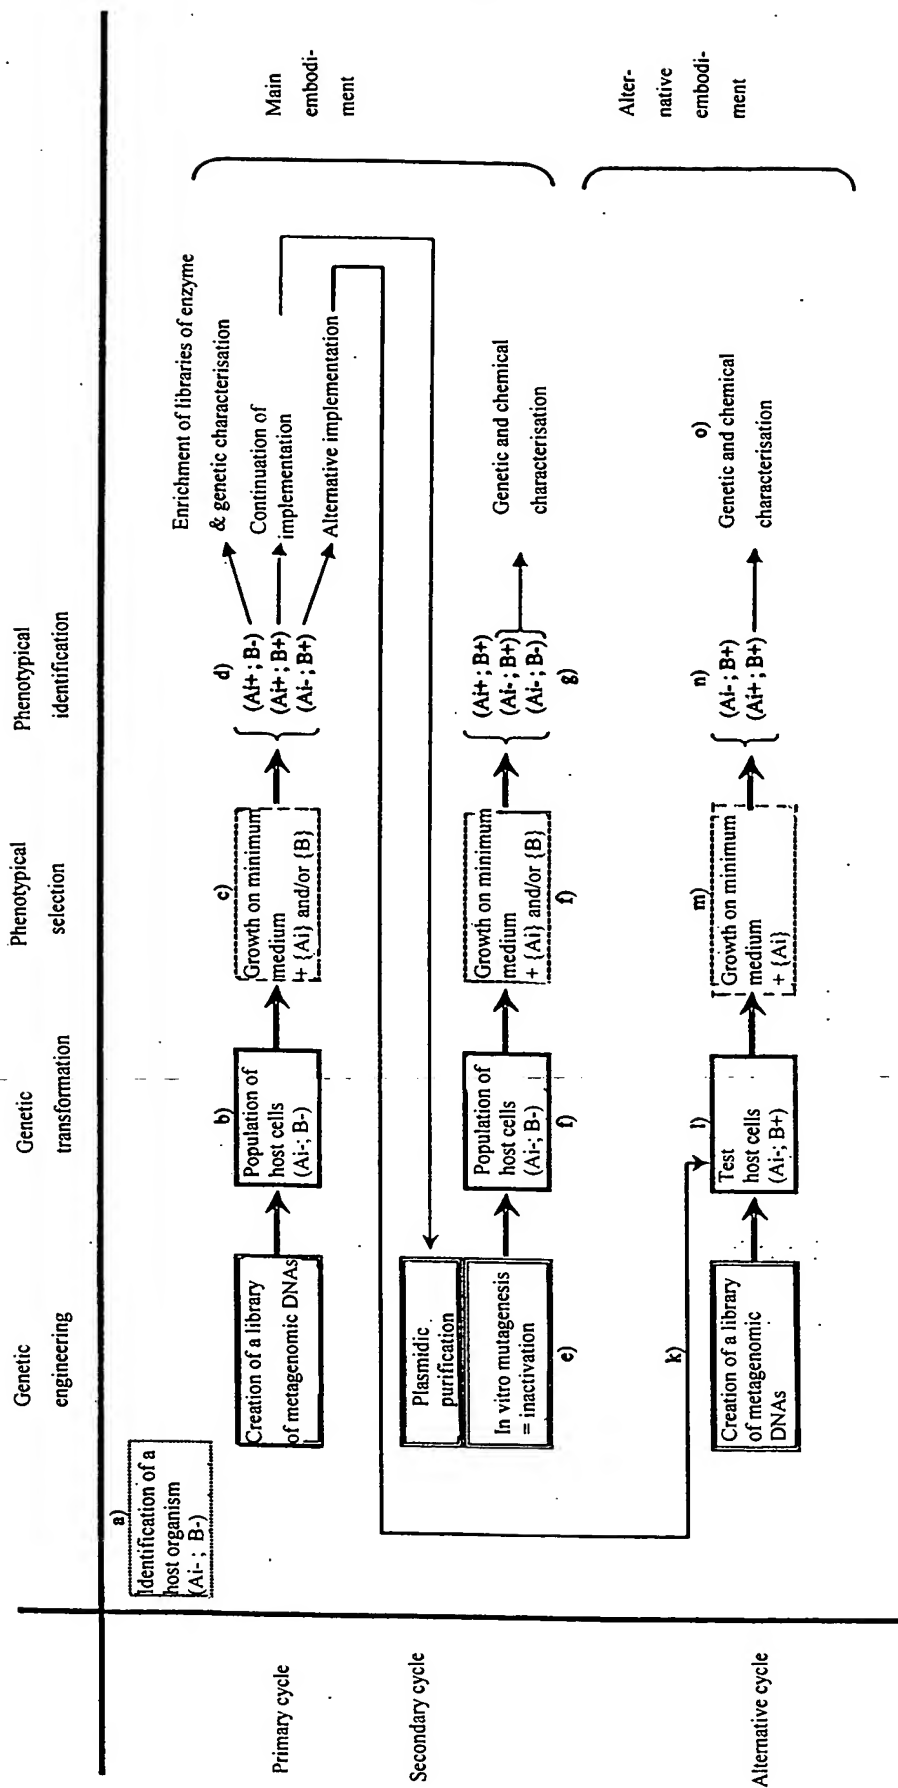 Genetic
engineering
Genetic
transformation
Phenotypical
selection
Phenotypical
identification
Primary cycle
a)
Identification of a
host organism
(Ai- ; B-)
Creation of a library
of metagenomic DNAs
b)
Population of
host cells
(Ai-; B-)
c)
Growth on minimum
medium
+ {Ai} and/or {B}
d)
(Ai+ ; B-)
(Ai+ ; B+)
(Ai- ; B+)
Enrichment of libraries of enzyme
& genetic characterisation
Continuation of
implementation
Alternative implementation
Main
embodi-
ment
Secondary cycle
Plasmidic
purification
In vitro mutagenesis
= inactivation
e)
Population of
host cells
(Ai-; B-)
f)
Growth on minimum
medium
+ {Ai} and/or {B}
f)
(Ai+ ; B+)
(Ai- ; B+)
(Ai- ; B-)
g)
Genetic and chemical
characterisation
Alternative cycle
k)
Creation of a library
of metagenomic
DNAs
l)
Test
host cells
(Ai-; B+)
m)
Growth on minimum
medium
+ {Ai}
n)
(Ai- ; B+)
(Ai+ ; B+)
o)
Genetic and chemical
characterisation
Alter-
native
embodi-
ment